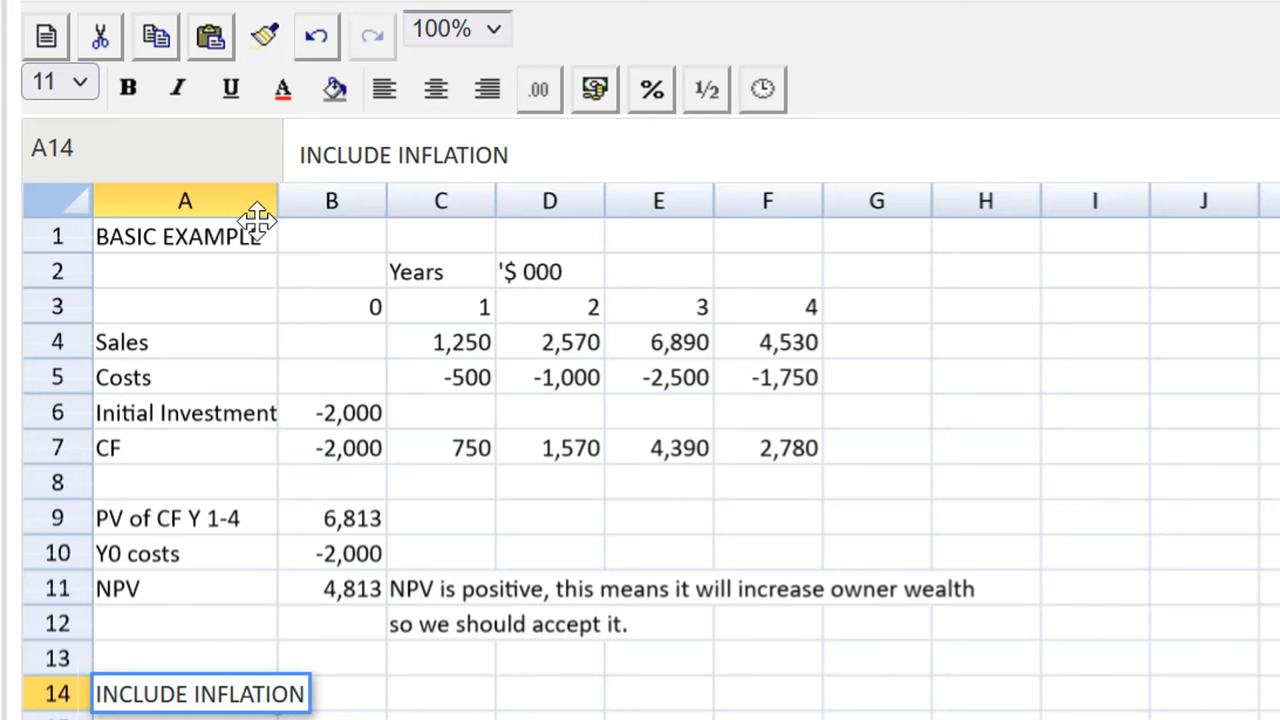 100%
11 B I U A .00 % 1/2
A14 INCLUDE INFLATION
A B C D E F G H I J
1 BASIC EXAMPLE
2 Years '$ 000
3 0 1 2 3 4
4 Sales 1,250 2,570 6,890 4,530
5 Costs -500 -1,000 -2,500 -1,750
6 Initial Investment -2,000
7 CF -2,000 750 1,570 4,390 2,780
8
9 PV of CF Y 1-4 6,813
10 Y0 costs -2,000
11 NPV 4,813 NPV is positive, this means it will increase owner wealth
12 so we should accept it.
13
14 INCLUDE INFLATION